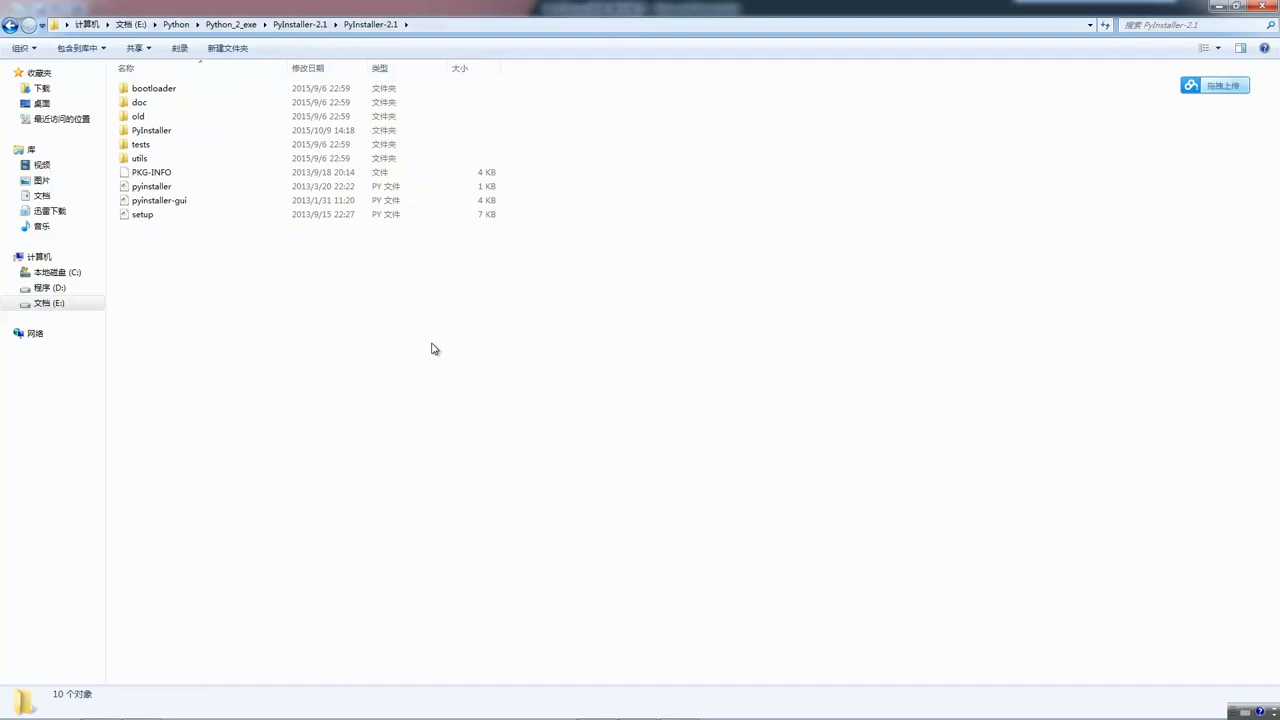 计算机 文档 (E:) Python Python_2_exe PyInstaller-2.1 PyInstaller-2.1 搜索 PyInstaller-2.1
组织 包含到库中 共享 刻录 新建文件夹
名称 修改日期 类型 大小
收藏夹
下载
桌面
最近访问的位置
库
视频
图片
文档
迅雷下载
音乐
计算机
本地磁盘 (C:)
程序 (D:)
文档 (E:)
网络
bootloader 2015/9/6 22:59 文件夹
doc 2015/9/6 22:59 文件夹
old 2015/9/6 22:59 文件夹
PyInstaller 2015/10/9 14:18 文件夹
tests 2015/9/6 22:59 文件夹
utils 2015/9/6 22:59 文件夹
PKG-INFO 2013/9/18 20:14 文件 4 KB
pyinstaller 2013/3/20 22:22 PY 文件 1 KB
pyinstaller-gui 2013/1/31 11:20 PY 文件 4 KB
setup 2013/9/15 22:27 PY 文件 7 KB
拖拽上传
10 个对象